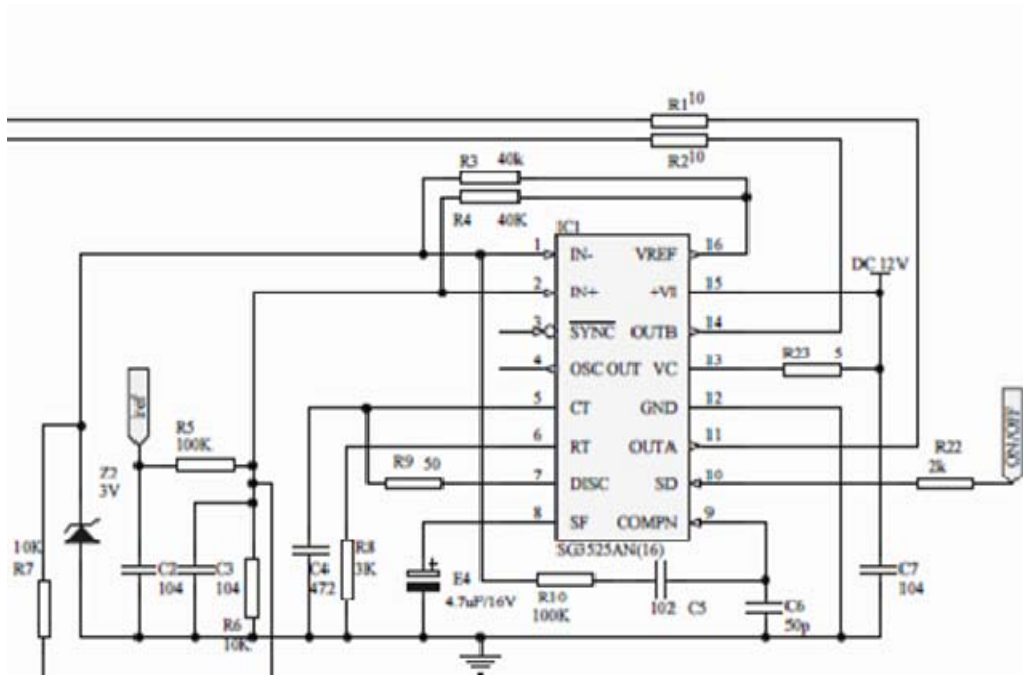 R1 10
R2 10
R3 40k
R4 40K
IC1
1 IN- VREF 16
DC 12V
2 IN+ +VI 15
3 SYNC OUTB 14
4 OSC OUT VC 13
R23 5
Iref
5 CT GND 12
R5
100K
6 RT OUTA 11
R22
2k
ON/OFF
R9 50
7 DISC SD 10
Z2
3V
8 SF COMPN 9
SG3525AN(16)
10K
R7
C2
104
C3
104
C4
472
R8
3K
E4
4.7uF/16V
R10
100K
102 C5
C6
50p
C7
104
R6
10K